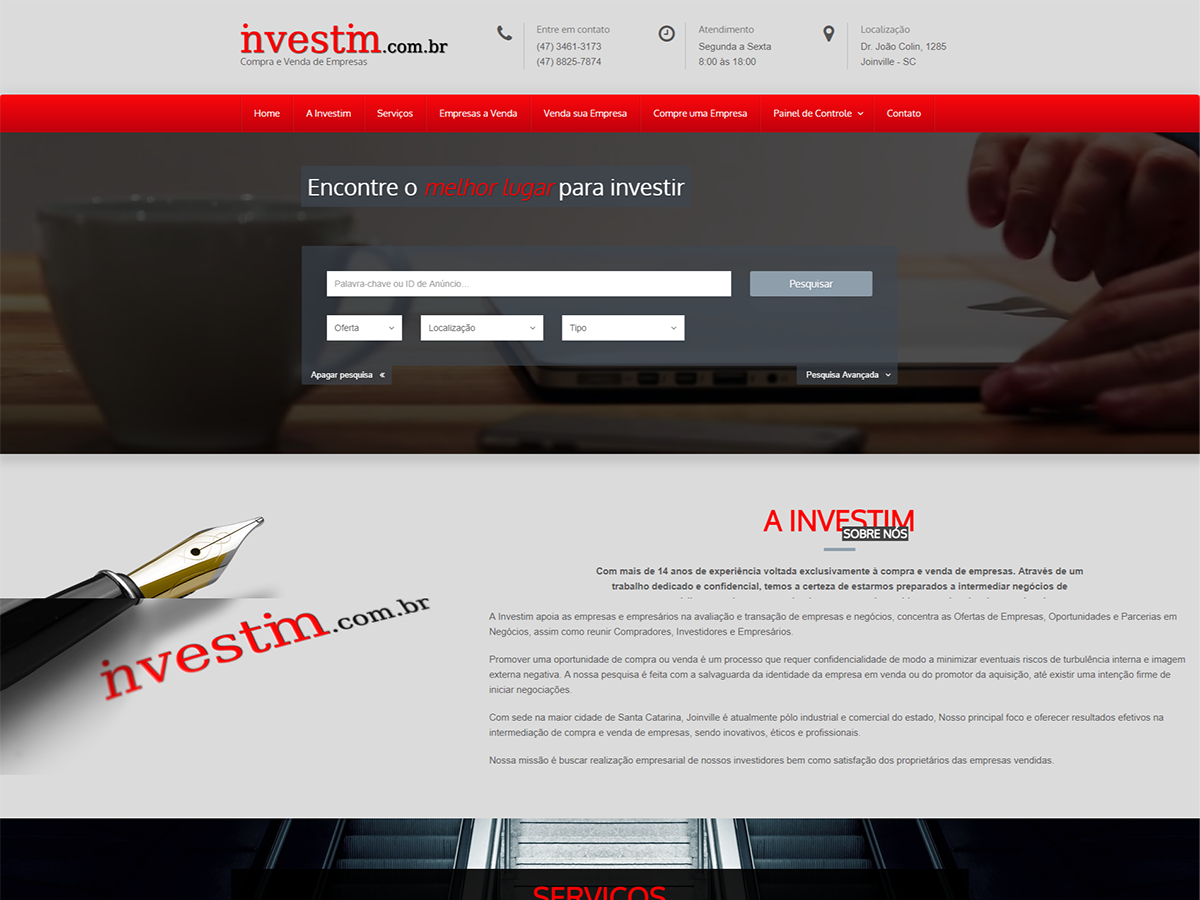 investim.com.br
Compra e Venda de Empresas
Entre em contato
(47) 3461-3173
(47) 8825-7874
Atendimento
Segunda a Sexta
8:00 às 18:00
Localização
Dr. João Colin, 1285
Joinville - SC
Home
A Investim
Serviços
Empresas a Venda
Venda sua Empresa
Compre uma Empresa
Painel de Controle
Contato
Encontre o melhor lugar para investir
Palavra-chave ou ID de Anúncio...
Pesquisar
Oferta
Localização
Tipo
Apagar pesquisa
Pesquisa Avançada
A INVESTIM
SOBRE NÓS
Com mais de 14 anos de experiência voltada exclusivamente à compra e venda de empresas. Através de um
trabalho dedicado e confidencial, temos a certeza de estarmos preparados a intermediar negócios de
investim.com.br
A Investim apoia as empresas e empresários na avaliação e transação de empresas e negócios, concentra as Ofertas de Empresas, Oportunidades e Parcerias em
Negócios, assim como reunir Compradores, Investidores e Empresários.
Promover uma oportunidade de compra ou venda é um processo que requer confidencialidade de modo a minimizar eventuais riscos de turbulência interna e imagem
externa negativa. A nossa pesquisa é feita com a salvaguarda da identidade da empresa em venda ou do promotor da aquisição, até existir uma intenção firme de
iniciar negociações.
Com sede na maior cidade de Santa Catarina, Joinville é atualmente pólo industrial e comercial do estado, Nosso principal foco e oferecer resultados efetivos na
intermediação de compra e venda de empresas, sendo inovativos, éticos e profissionais.
Nossa missão é buscar realização empresarial de nossos investidores bem como satisfação dos proprietários das empresas vendidas.
SERVIÇOS